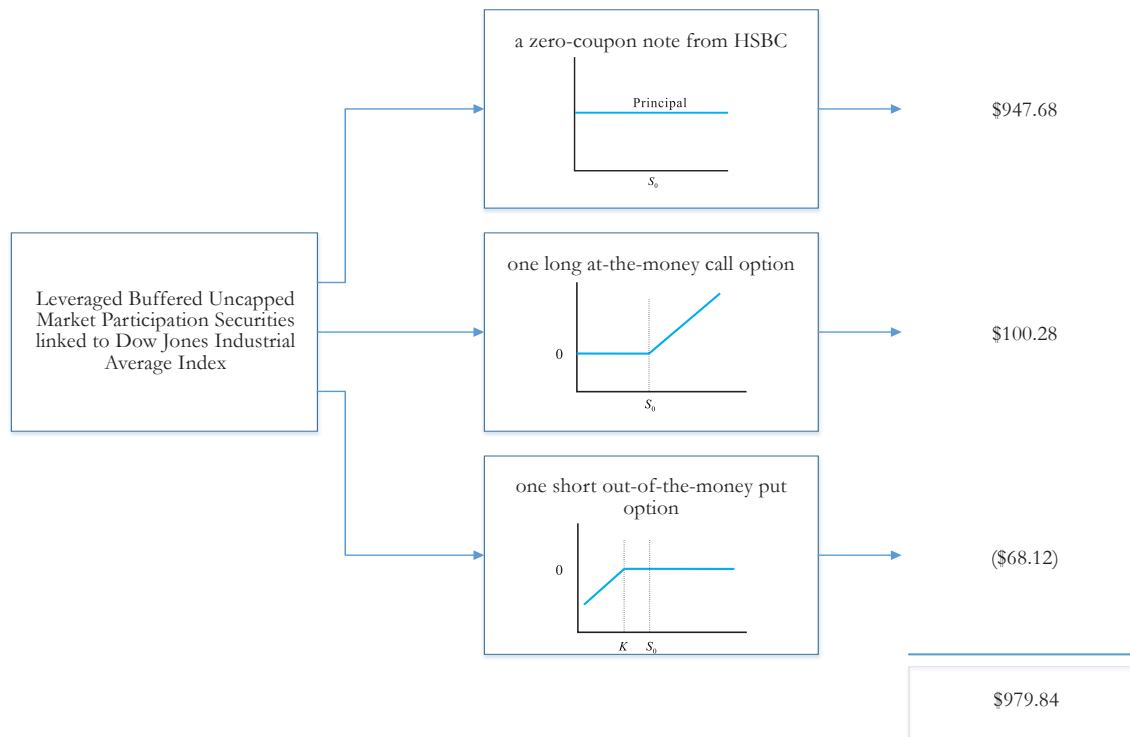 a zero-coupon note from HSBC
Principal
S₀
$947.68
Leveraged Buffered Uncapped
Market Participation Securities
linked to Dow Jones Industrial
Average Index
one long at-the-money call option
0
S₀
$100.28
one short out-of-the-money put
option
0
K S₀
($68.12)
$979.84